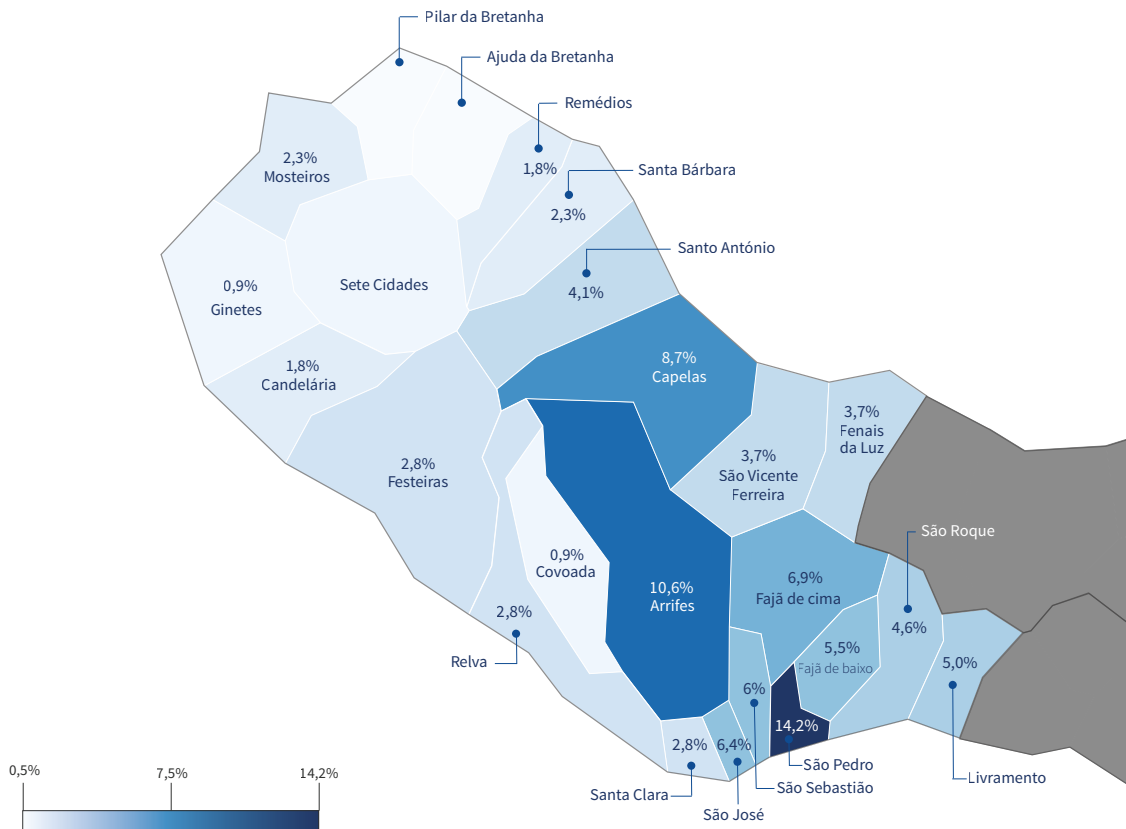 Pilar da Bretanha
Ajuda da Bretanha
Remédios
1,8%
2,3%
Mosteiros
Santa Bárbara
2,3%
Santo António
4,1%
0,9%
Ginetes
Sete Cidades
1,8%
Candelária
8,7%
Capelas
3,7%
Fenais
da Luz
2,8%
Festeiras
3,7%
São Vicente
Ferreira
São Roque
4,6%
0,9%
Covoada
10,6%
Arrifes
6,9%
Fajã de cima
2,8%
Relva
5,5%
Fajã de baixo
5,0%
Livramento
6%
14,2%
2,8%
6,4%
São Pedro
São Sebastião
Santa Clara
São José
0,5%
7,5%
14,2%